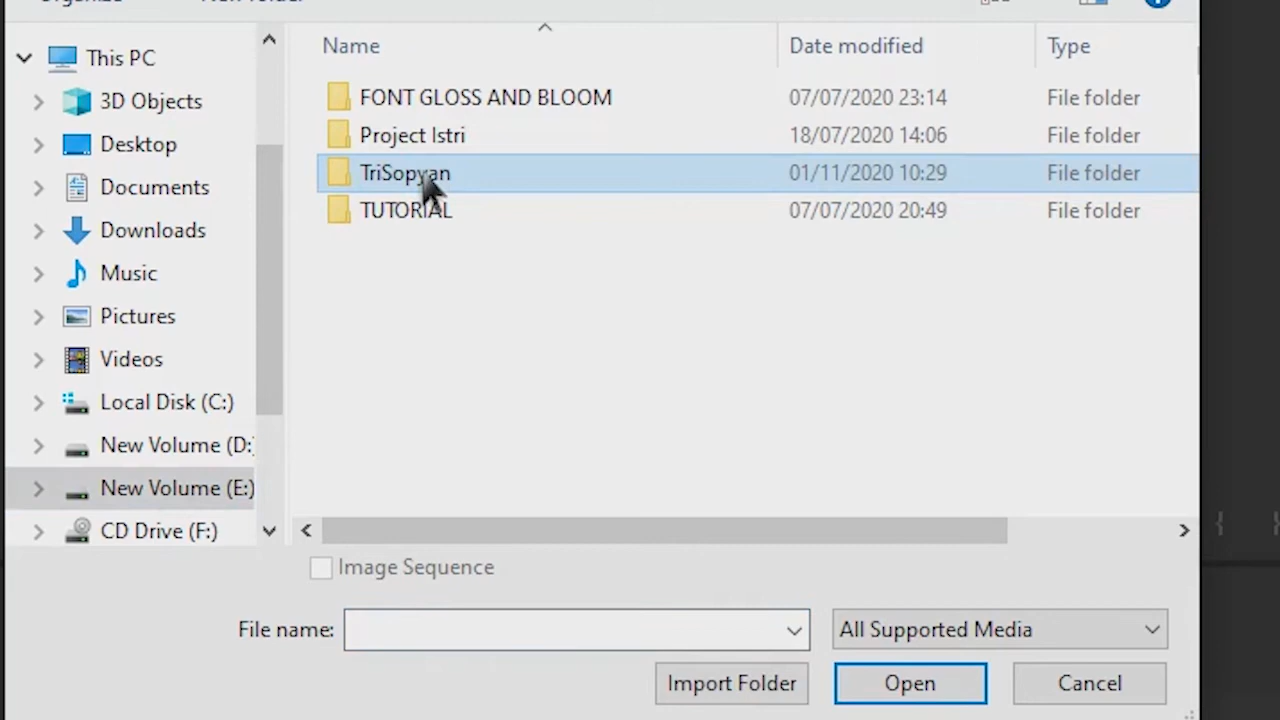 Organize New folder
This PC
3D Objects
Desktop
Documents
Downloads
Music
Pictures
Videos
Local Disk (C:)
New Volume (D:)
New Volume (E:)
CD Drive (F:)
Name Date modified Type
FONT GLOSS AND BLOOM 07/07/2020 23:14 File folder
Project Istri 18/07/2020 14:06 File folder
TriSopyan 01/11/2020 10:29 File folder
TUTORIAL 07/07/2020 20:49 File folder
Image Sequence
File name: All Supported Media
Import Folder Open Cancel